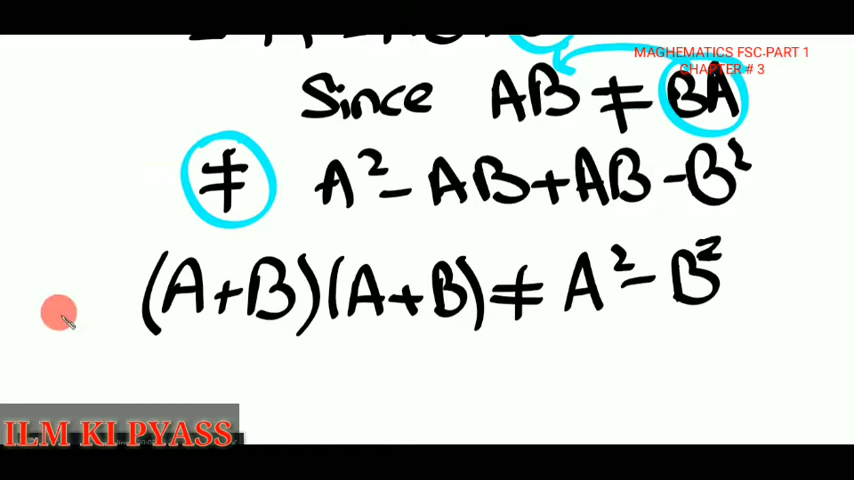 MAGHEMATICS FSC-PART 1
CHAPTER # 3
Since AB ≠ BA
≠ A² - AB + AB - B²
(A+B)(A+B) ≠ A² - B²
ILM KI PYASS